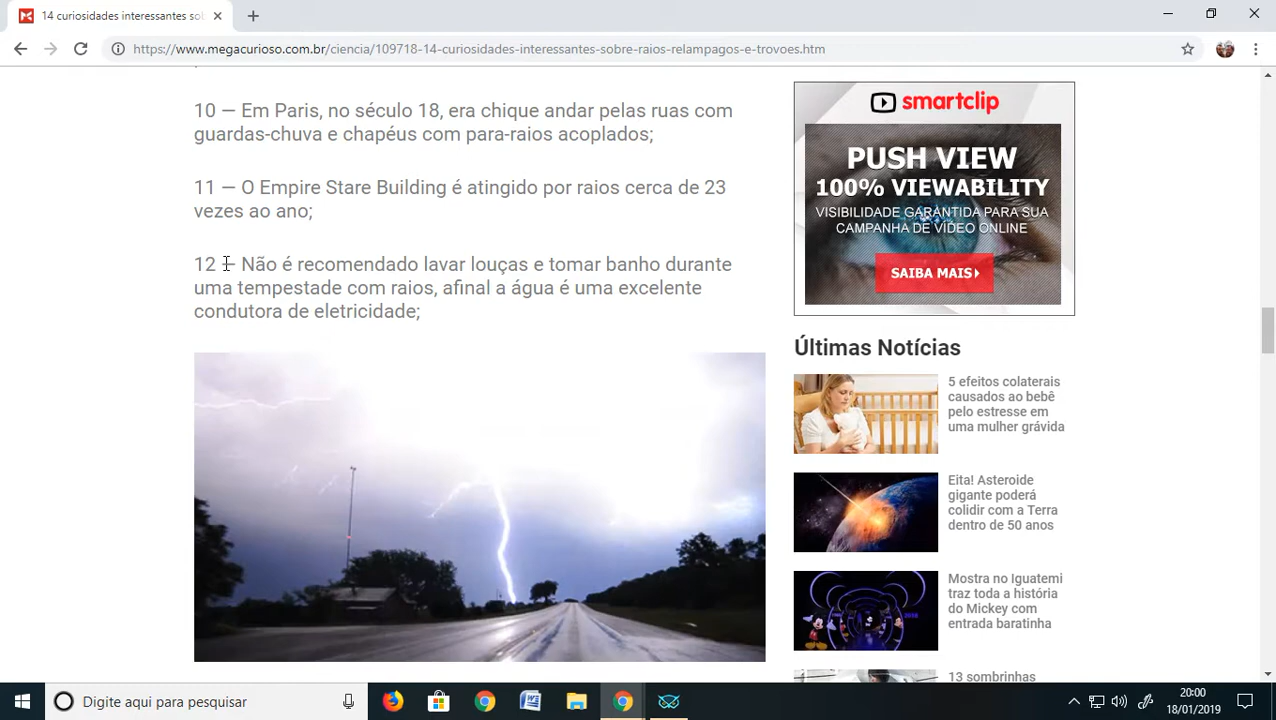 14 curiosidades interessantes sob
https://www.megacurioso.com.br/ciencia/109718-14-curiosidades-interessantes-sobre-raios-relampagos-e-trovoes.htm
10 — Em Paris, no século 18, era chique andar pelas ruas com
guardas-chuva e chapéus com para-raios acoplados;
11 — O Empire Stare Building é atingido por raios cerca de 23
vezes ao ano;
12 — Não é recomendado lavar louças e tomar banho durante
uma tempestade com raios, afinal a água é uma excelente
condutora de eletricidade;
smartclip
PUSH VIEW
100% VIEWABILITY
VISIBILIDADE GARANTIDA PARA SUA
CAMPANHA DE VÍDEO ONLINE
SAIBA MAIS
Últimas Notícias
5 efeitos colaterais
causados ao bebê
pelo estresse em
uma mulher grávida
Eita! Asteroide
gigante poderá
colidir com a Terra
dentro de 50 anos
Mostra no Iguatemi
traz toda a história
do Mickey com
entrada baratinha
13 sombrinhas
Digite aqui para pesquisar
20:00
18/01/2019